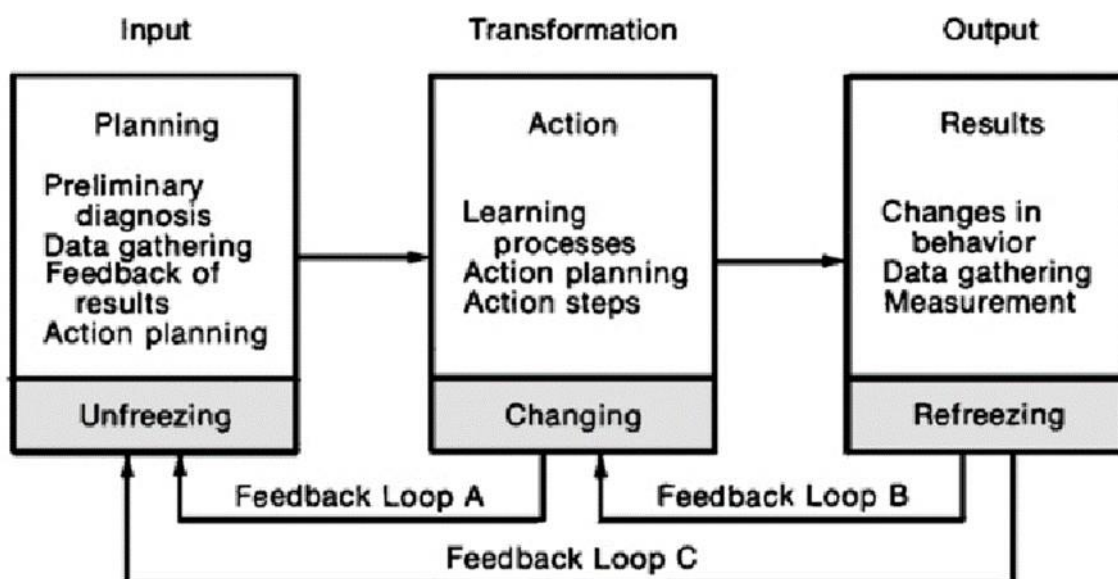 Input
Transformation
Output
Planning
Preliminary
diagnosis
Data gathering
Feedback of
results
Action planning
Unfreezing
Action
Learning
processes
Action planning
Action steps
Changing
Results
Changes in
behavior
Data gathering
Measurement
Refreezing
Feedback Loop A
Feedback Loop B
Feedback Loop C